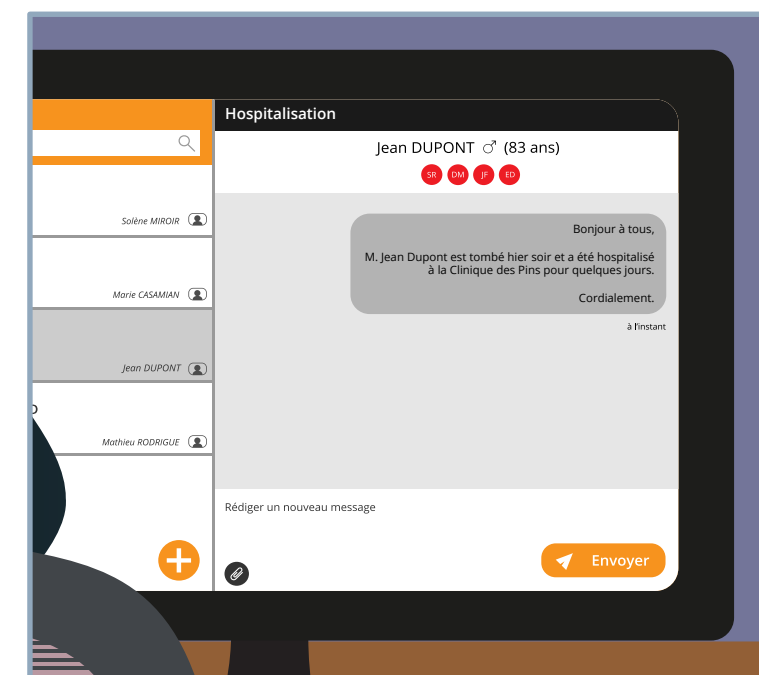 Hospitalisation
Jean DUPONT ♂ (83 ans)
SR DM JF ED
Solène MIROIR
Marie CASAMIAN
Jean DUPONT
Mathieu RODRIGUE
Bonjour à tous,
M. Jean Dupont est tombé hier soir et a été hospitalisé
à la Clinique des Pins pour quelques jours.
Cordialement.
à l'instant
Rédiger un nouveau message
Envoyer